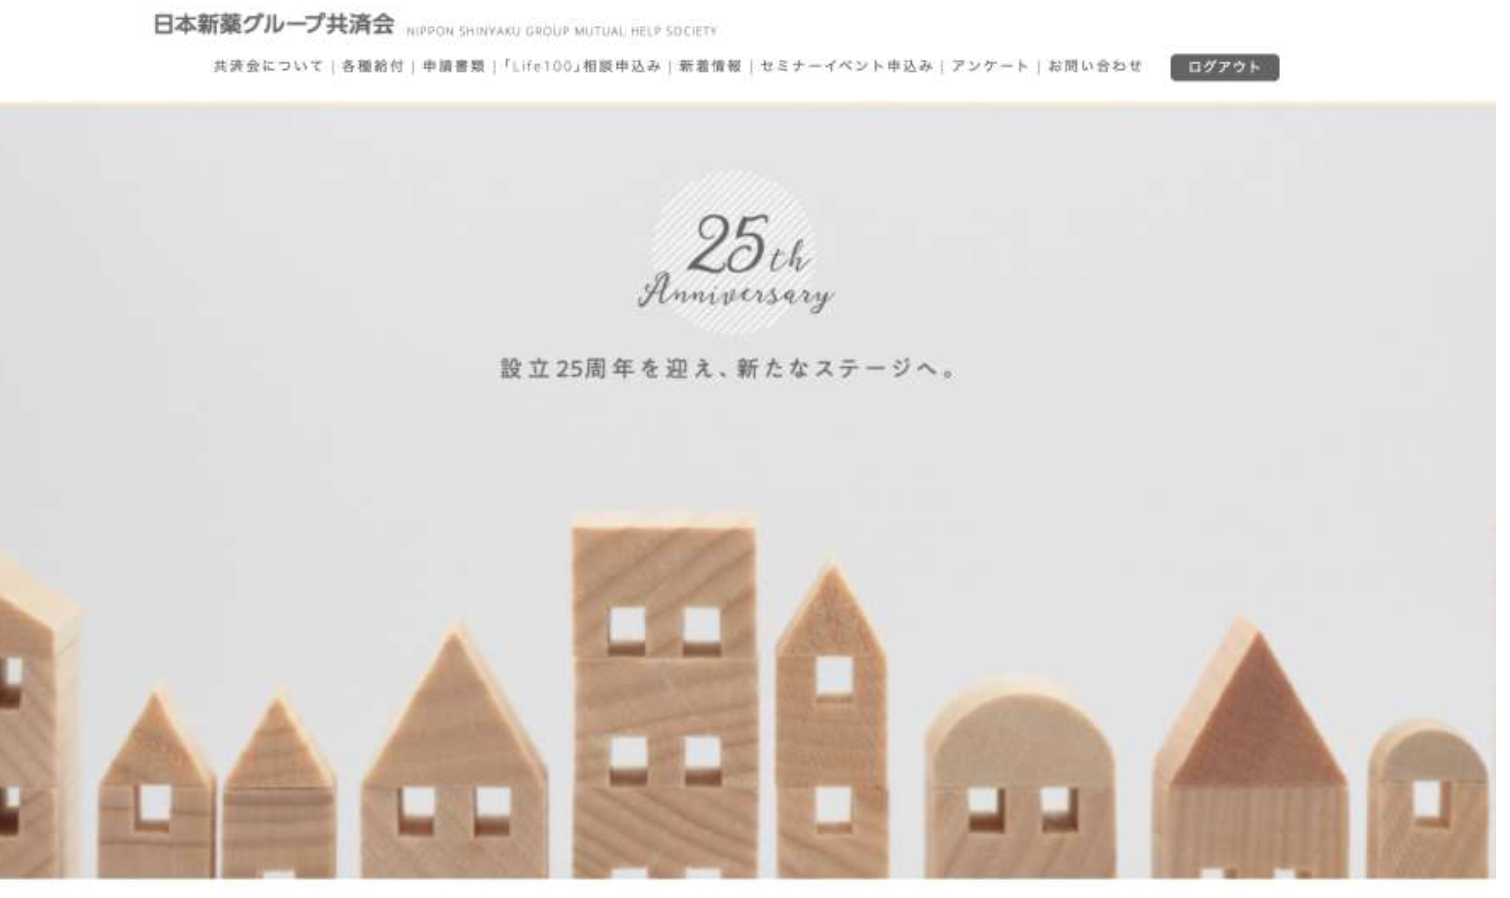 日本新薬グループ共済会 NIPPON SHINYAKU GROUP MUTUAL HELP SOCIETY
共済会について | 各種給付 | 申請書類 | 「Life100」相談申込み | 新着情報 | セミナーイベント申込み | アンケート | お問い合わせ ログアウト
25th
Anniversary
設立25周年を迎え、新たなステージへ。